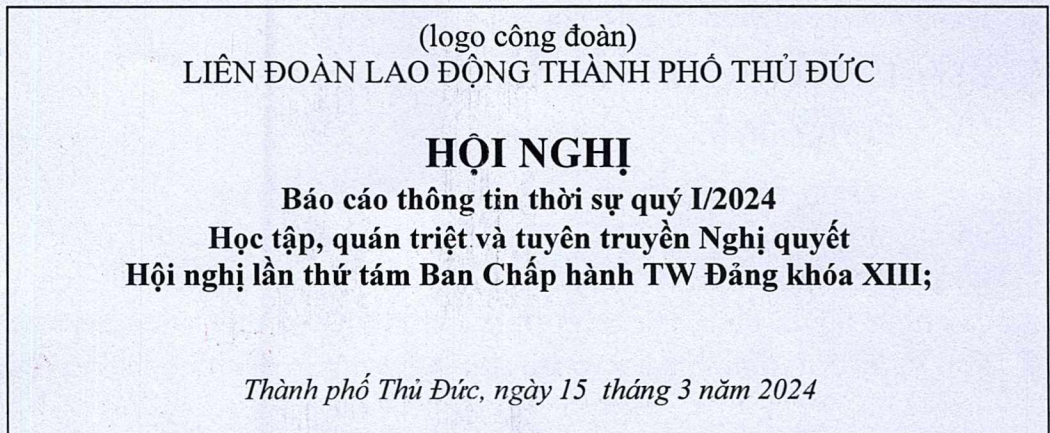 (logo công đoàn)
LIÊN ĐOÀN LAO ĐỘNG THÀNH PHỐ THỦ ĐỨC
HỘI NGHỊ
Báo cáo thông tin thời sự quý I/2024
Học tập, quán triệt và tuyên truyền Nghị quyết
Hội nghị lần thứ tám Ban Chấp hành TW Đảng khóa XIII;
Thành phố Thủ Đức, ngày 15 tháng 3 năm 2024